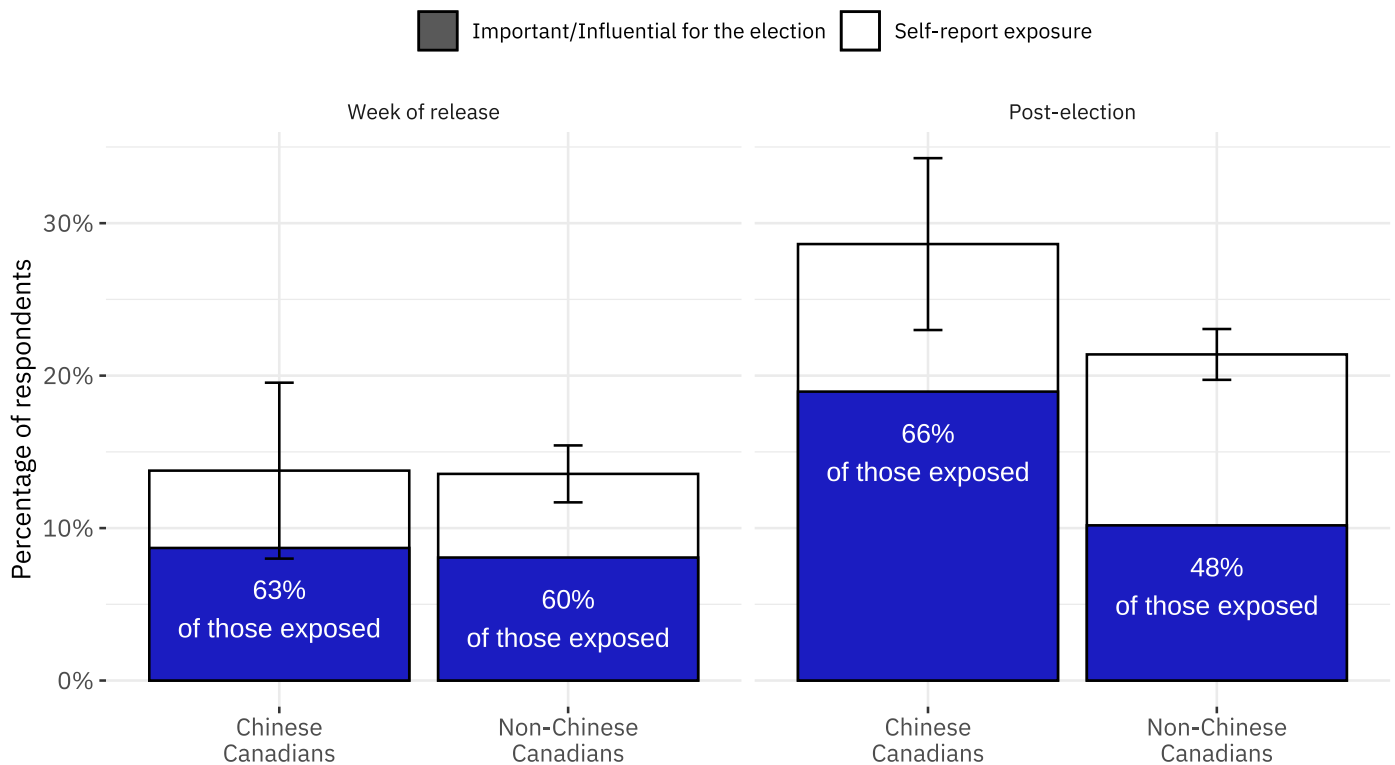 Important/Influential for the election
Self-report exposure
Week of release
Post-election
Percentage of respondents
30%
20%
10%
0%
63%
of those exposed
60%
of those exposed
66%
of those exposed
48%
of those exposed
Chinese
Canadians
Non-Chinese
Canadians
Chinese
Canadians
Non-Chinese
Canadians